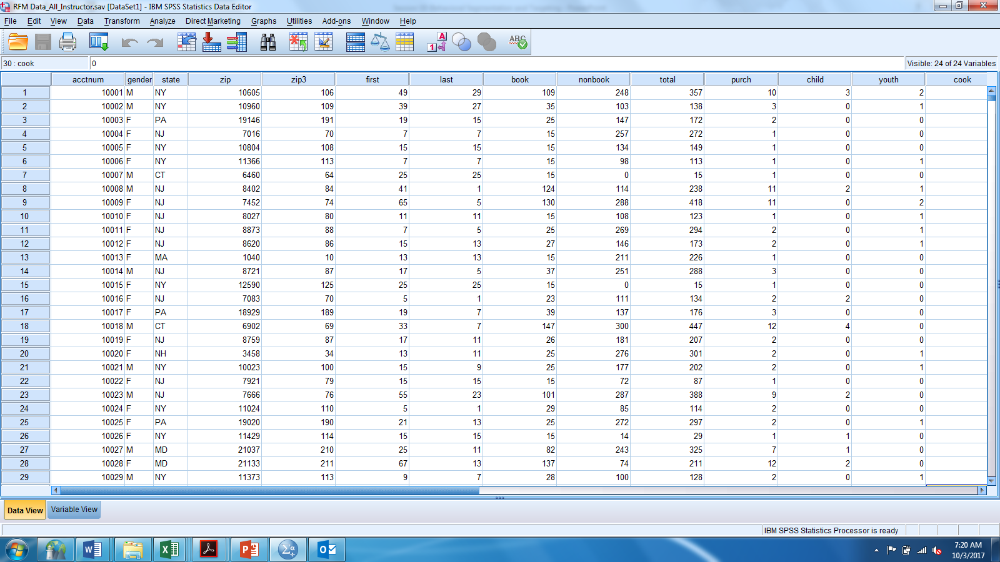 RFM Data_All_Instructor.sav [DataSet1] - IBM SPSS Statistics Data Editor
File Edit View Data Transform Analyze Direct Marketing Graphs Utilities Add-ons Window Help
1 A
ABC
30 : cook 0 Visible: 24 of 24 Variables
acctnum gender state zip zip3 first last book nonbook total purch child youth cook
1 10001 M NY 10605 106 49 29 109 248 357 10 3 2
2 10002 M NY 10960 109 39 27 35 103 138 3 0 1
3 10003 F PA 19146 191 19 15 25 147 172 2 0 0
4 10004 F NJ 7016 70 7 7 15 257 272 1 0 0
5 10005 F NY 10804 108 15 15 15 134 149 1 0 0
6 10006 F NY 11366 113 7 7 15 98 113 1 0 1
7 10007 M CT 6460 64 25 25 15 0 15 1 0 0
8 10008 M NJ 8402 84 41 1 124 114 238 11 2 1
9 10009 F NJ 7452 74 65 5 130 288 418 11 0 2
10 10010 F NJ 8027 80 11 11 15 108 123 1 0 1
11 10011 F NJ 8873 88 7 5 25 269 294 2 0 1
12 10012 F NJ 8620 86 15 13 27 146 173 2 0 1
13 10013 F MA 1040 10 13 13 15 211 226 1 0 0
14 10014 M NJ 8721 87 17 5 37 251 288 3 0 0
15 10015 F NY 12590 125 25 25 15 0 15 1 0 0
16 10016 F NJ 7083 70 5 1 23 111 134 2 2 0
17 10017 F PA 18929 189 19 7 39 137 176 3 0 0
18 10018 M CT 6902 69 33 7 147 300 447 12 4 0
19 10019 F NJ 8759 87 17 11 26 181 207 2 0 0
20 10020 F NH 3458 34 13 11 25 276 301 2 0 1
21 10021 M NY 10023 100 15 9 25 177 202 2 0 1
22 10022 F NJ 7921 79 15 15 15 72 87 1 0 0
23 10023 M NJ 7666 76 55 23 101 287 388 9 2 0
24 10024 F NY 11024 110 5 1 29 85 114 2 0 0
25 10025 F PA 19020 190 21 13 25 272 297 2 0 1
26 10026 F NY 11429 114 15 15 15 14 29 1 1 0
27 10027 M MD 21037 210 25 11 82 243 325 7 1 0
28 10028 F MD 21133 211 67 13 137 74 211 12 2 0
29 10029 M NY 11373 113 9 7 28 100 128 2 0 1
Data View Variable View
IBM SPSS Statistics Processor is ready
7:20 AM
10/3/2017